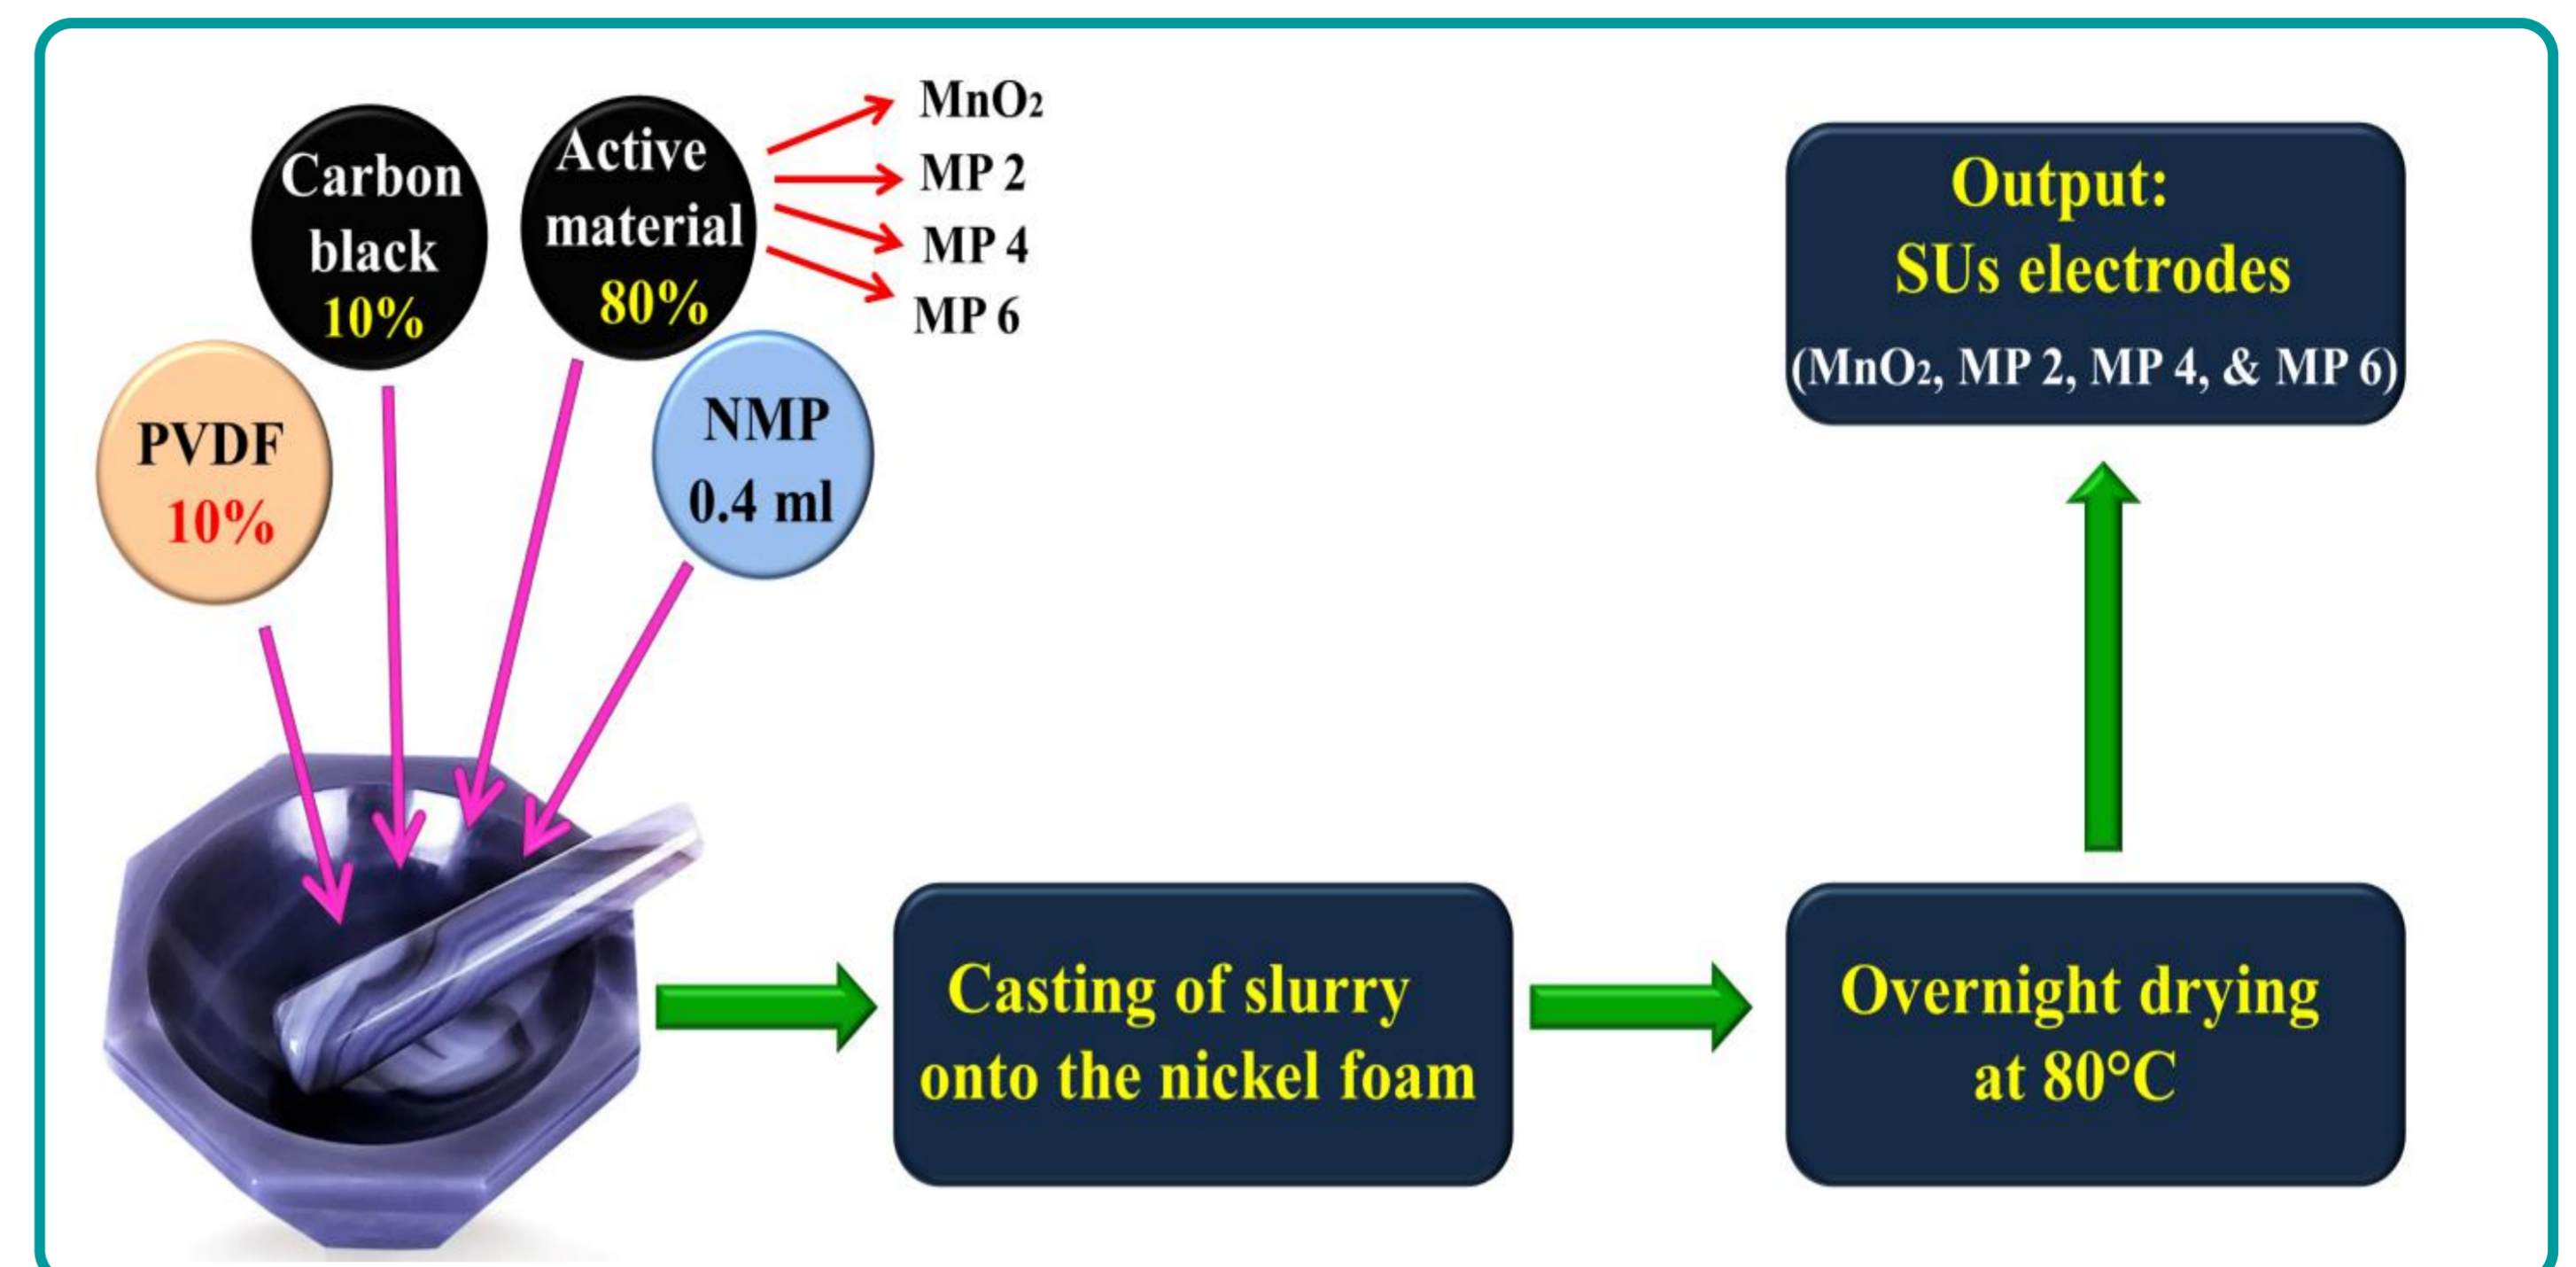 Carbon
black
10%
Active
material
80%
MnO₂
MP 2
MP 4
MP 6
PVDF
10%
NMP
0.4 ml
Casting of slurry
onto the nickel foam
Overnight drying
at 80°C
Output:
SUs electrodes
(MnO₂, MP 2, MP 4, & MP 6)